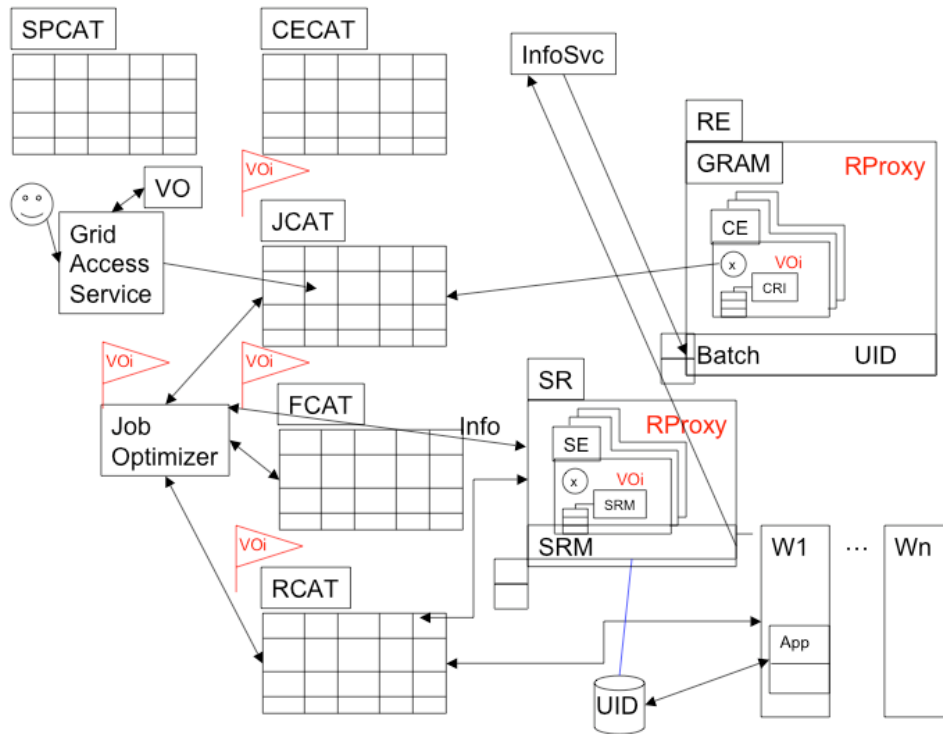 SPCAT
CECAT
InfoSvc
RE
GRAM
RProxy
VOi
VO
CE
Grid
Access
Service
JCAT
x
VOi
CRI
VOi
VOi
Batch
UID
SR
FCAT
Job
Optimizer
Info
RProxy
SE
x
VOi
SRM
VOi
SRM
W1
...
Wn
RCAT
App
UID